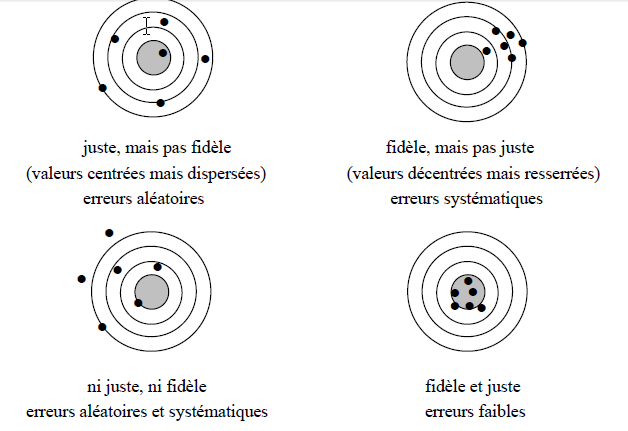 juste, mais pas fidèle
(valeurs centrées mais dispersées)
erreurs aléatoires
fidèle, mais pas juste
(valeurs décentrées mais resserrées)
erreurs systématiques
ni juste, ni fidèle
erreurs aléatoires et systématiques
fidèle et juste
erreurs faibles